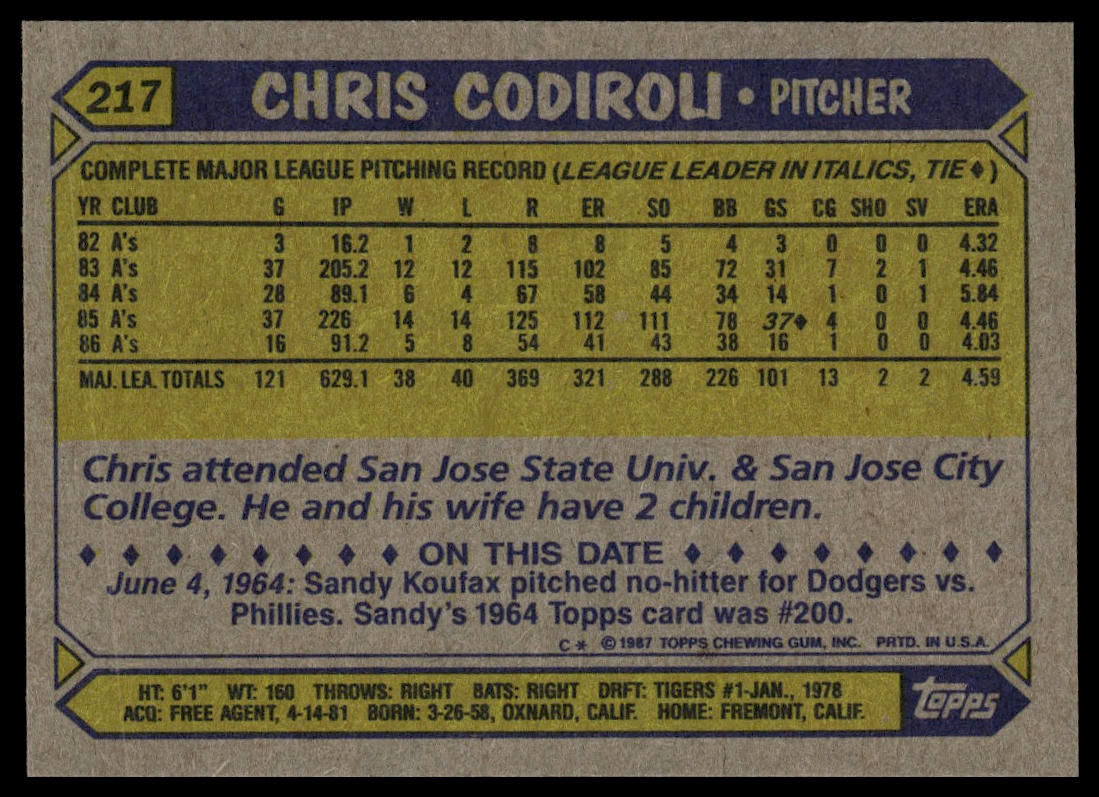 217 CHRIS CODIROLI • PITCHER
COMPLETE MAJOR LEAGUE PITCHING RECORD (LEAGUE LEADER IN ITALICS, TIE♦)
YR CLUB G IP W L R ER SO BB GS CG SHO SV ERA
82 A's 3 16.2 1 2 8 8 5 4 3 0 0 0 4.32
83 A's 37 205.2 12 12 115 102 85 72 31 7 2 1 4.46
84 A's 28 89.1 6 4 67 58 44 34 14 1 0 1 5.84
85 A's 37 226 14 14 125 112 111 78 37♦ 4 0 0 4.46
86 A's 16 91.2 5 8 54 41 43 38 16 1 0 0 4.03
MAJ. LEA. TOTALS 121 629.1 38 40 369 321 288 226 101 13 2 2 4.59
Chris attended San Jose State Univ. & San Jose City
College. He and his wife have 2 children.
♦ ♦ ♦ ♦ ♦ ♦ ♦ ♦ ON THIS DATE ♦ ♦ ♦ ♦ ♦ ♦ ♦ ♦
June 4, 1964: Sandy Koufax pitched no-hitter for Dodgers vs.
Phillies. Sandy's 1964 Topps card was #200.
C* ©1987 TOPPS CHEWING GUM, INC. PRTD. IN U.S.A.
HT: 6'1" WT: 160 THROWS: RIGHT BATS: RIGHT DRFT: TIGERS #1-JAN., 1978
ACQ: FREE AGENT, 4-14-81 BORN: 3-26-58, OXNARD, CALIF. HOME: FREMONT, CALIF.
Topps